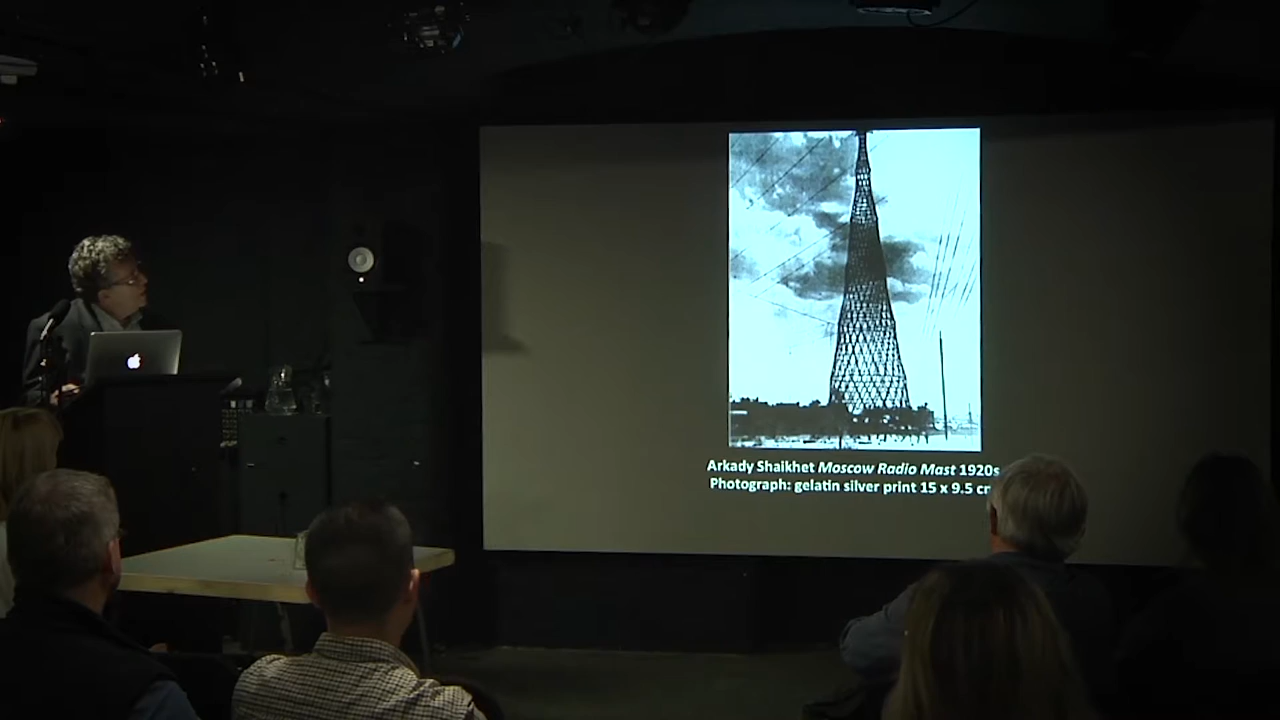 Arkady Shaikhet Moscow Radio Mast 1920s
Photograph: gelatin silver print 15 x 9.5